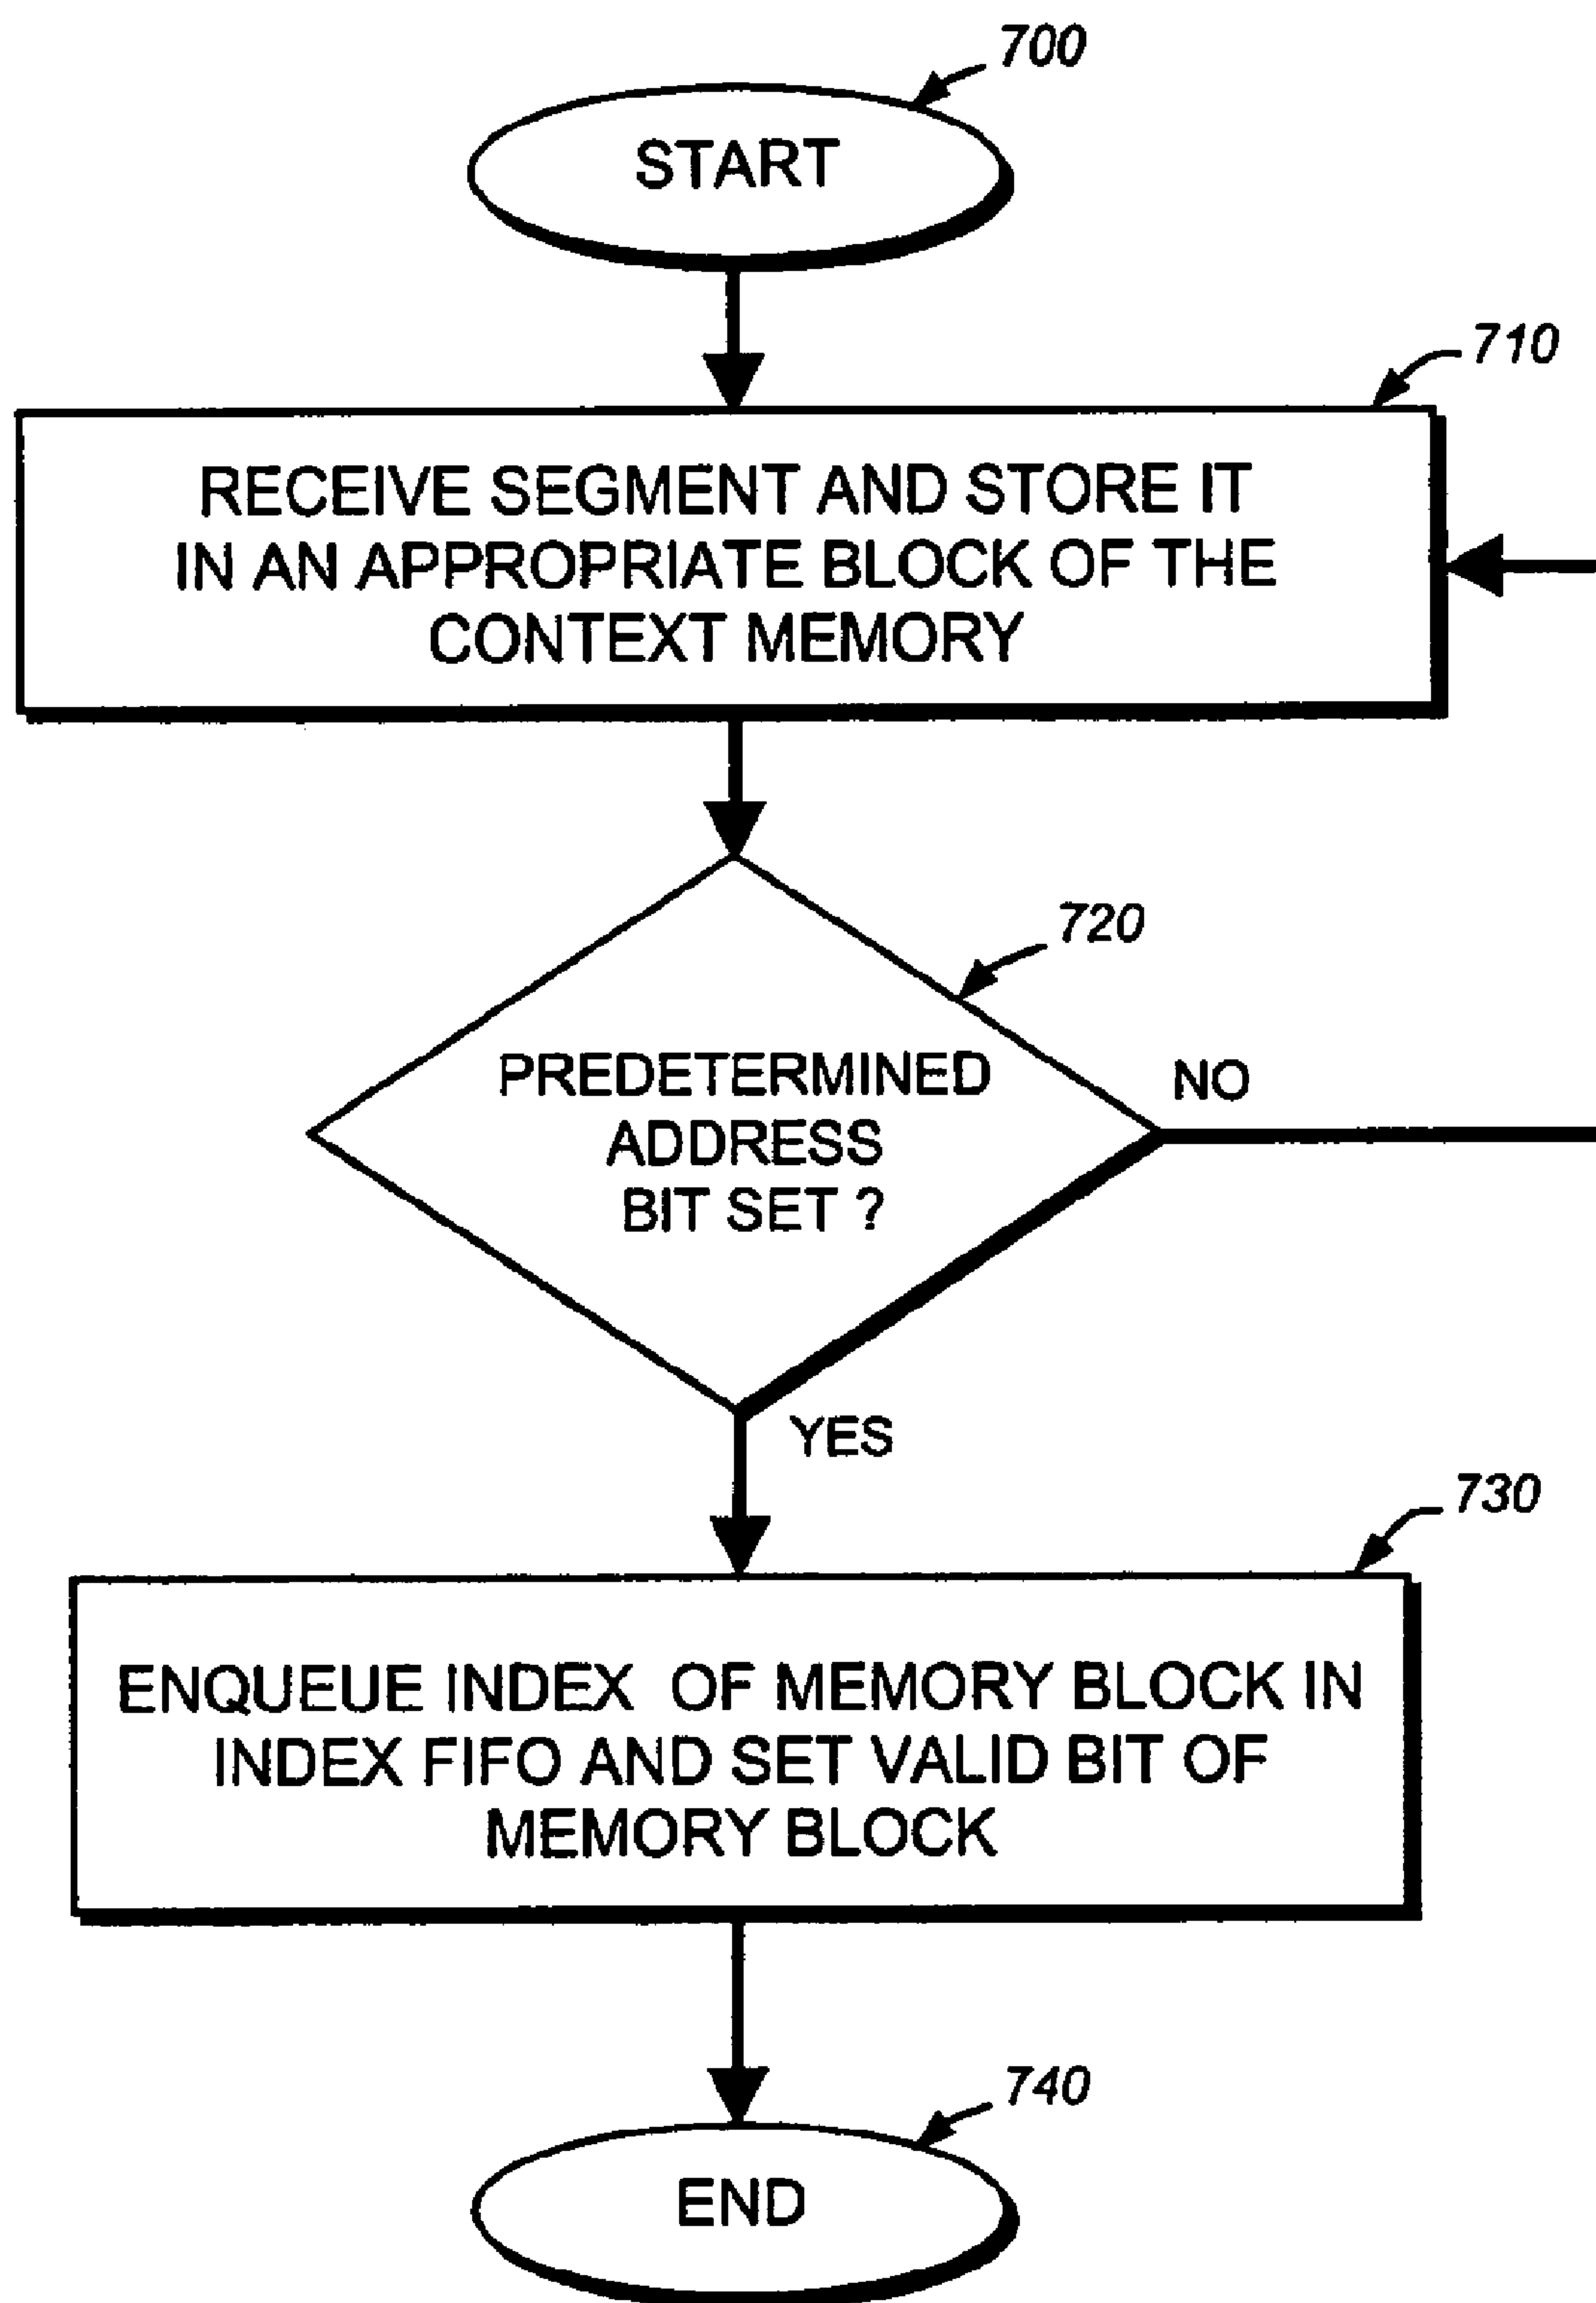 700
START
710
RECEIVE SEGMENT AND STORE IT
IN AN APPROPRIATE BLOCK OF THE
CONTEXT MEMORY
720
PREDETERMINED
ADDRESS
BIT SET ?
NO
YES
730
ENQUEUE INDEX OF MEMORY BLOCK IN
INDEX FIFO AND SET VALID BIT OF
MEMORY BLOCK
740
END